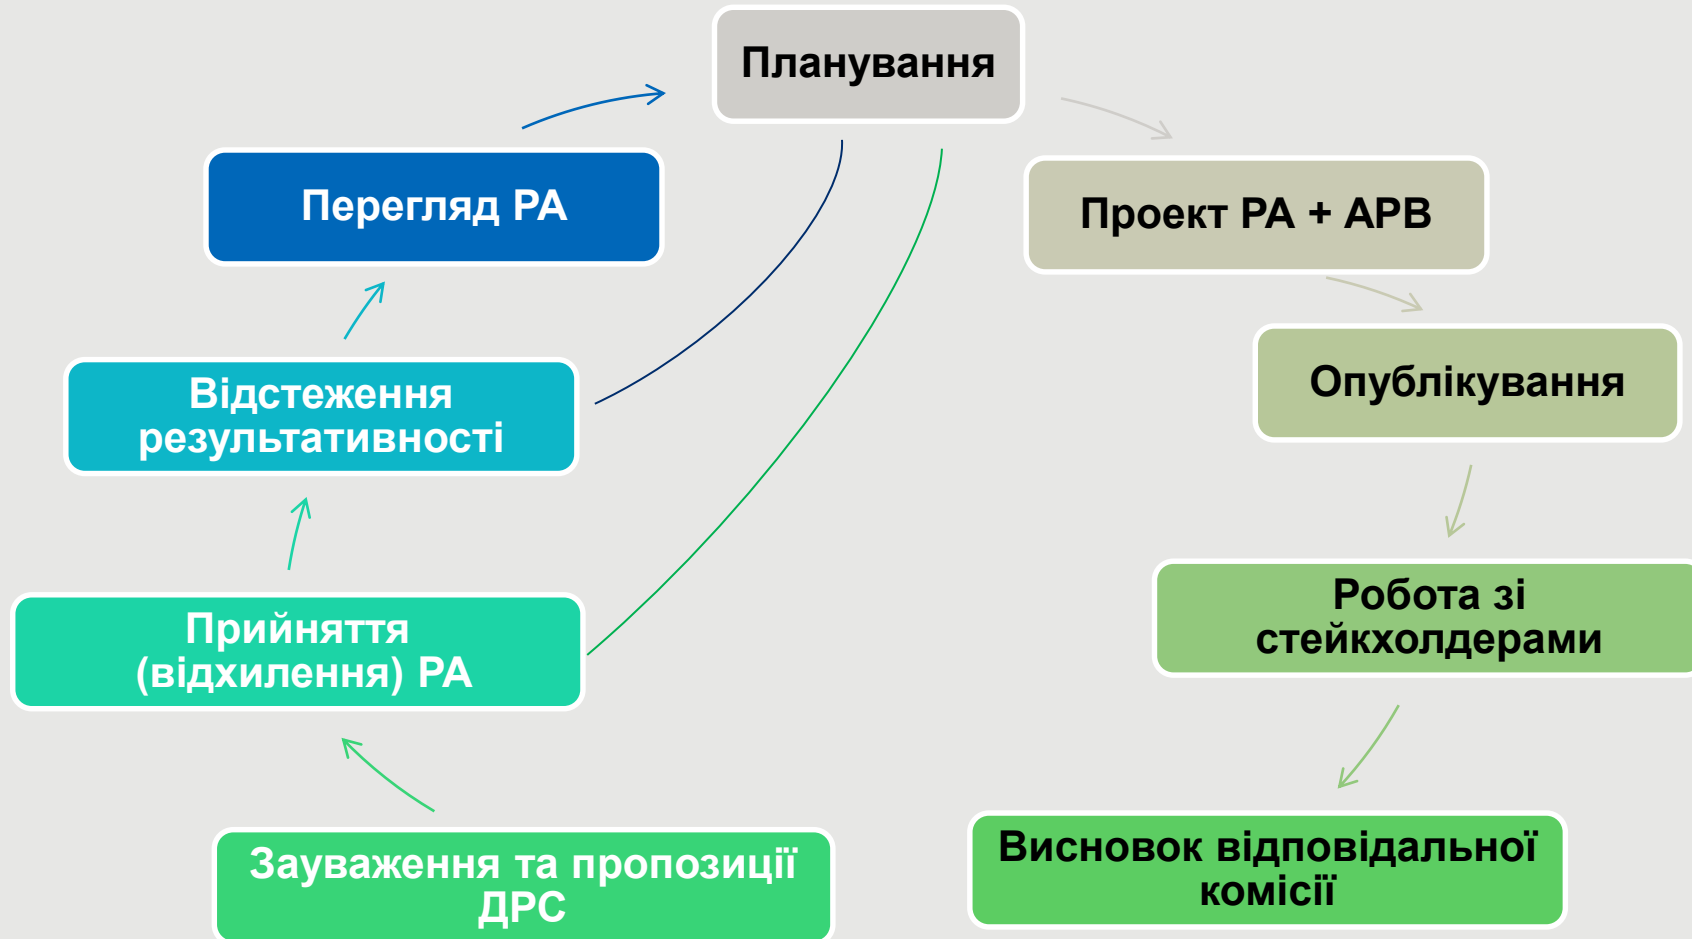 Планування
Проект РА + АРВ
Опублікування
Робота зі
стейкхолдерами
Висновок відповідальної
комісії
Зауваження та пропозиції
ДРС
Прийняття
(відхилення) РА
Відстеження
результативності
Перегляд РА